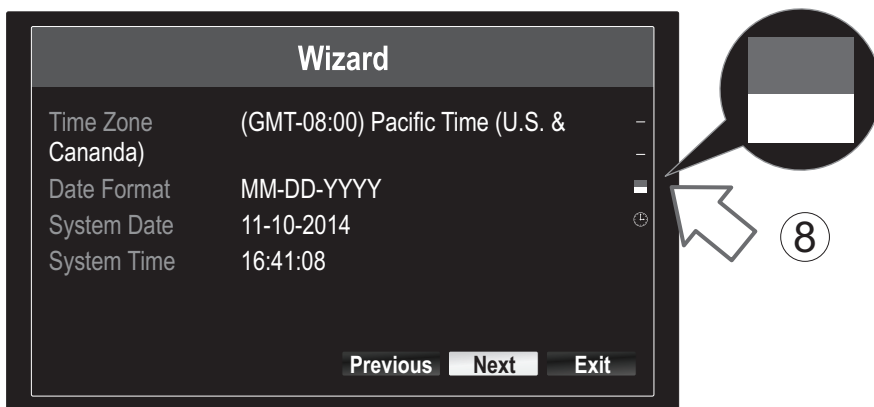 Wizard
Time Zone (GMT-08:00) Pacific Time (U.S. &
Cananda)
Date Format MM-DD-YYYY
System Date 11-10-2014
System Time 16:41:08
Previous Next Exit
8